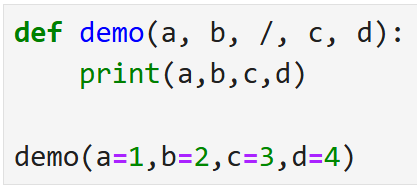 def demo(a, b, /, c, d):
    print(a,b,c,d)
demo(a=1,b=2,c=3,d=4)